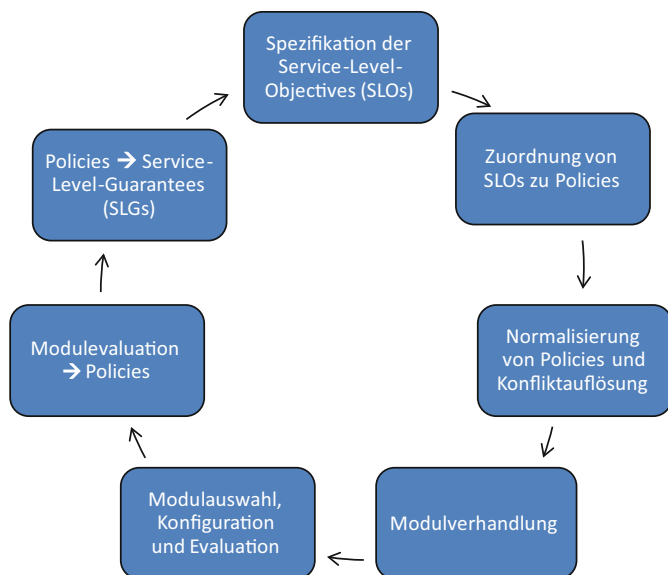 Spezifikation der
Service-Level-
Objectives (SLOs)
Zuordnung von
SLOs zu Policies
Normalisierung
von Policies und
Konfliktauflösung
Modulverhandlung
Modulauswahl,
Konfiguration
und Evaluation
Modulevaluation
➔ Policies
Policies ➔ Service-
Level-Guarantees
(SLGs)